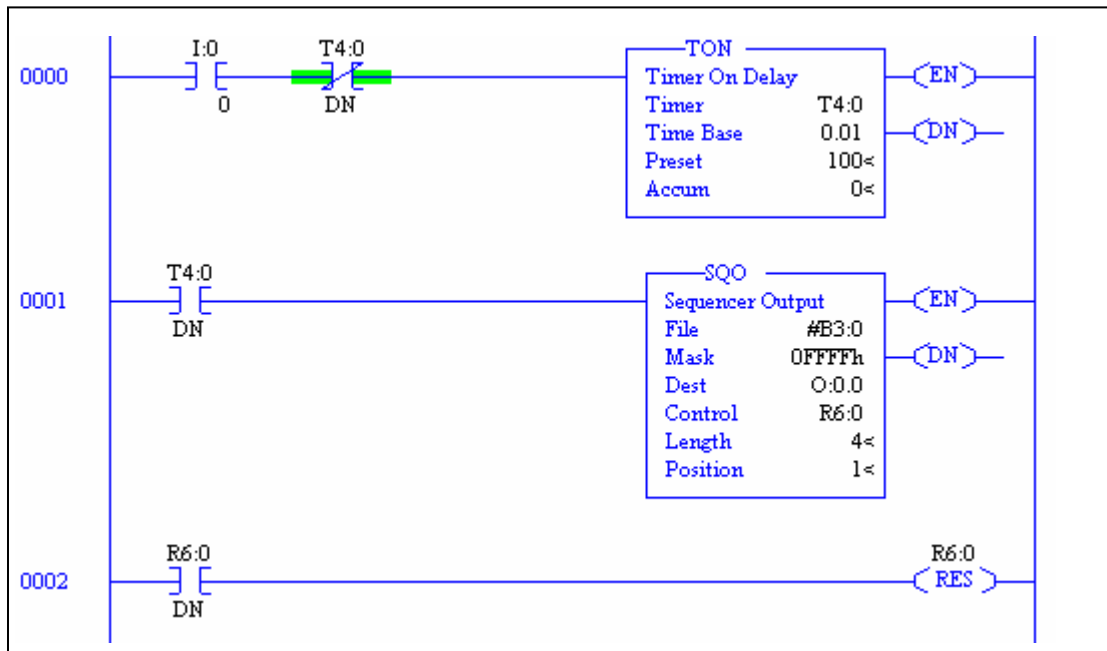 I:0 T4:0 TON
0000 Timer On Delay EN
0 DN Timer T4:0
Time Base 0.01 DN
Preset 100<
Accum 0<
T4:0 SQO
0001 Sequencer Output EN
DN File #B3:0
Mask 0FFFFh DN
Dest O:0.0
Control R6:0
Length 4<
Position 1<
R6:0 R6:0
0002 RES
DN